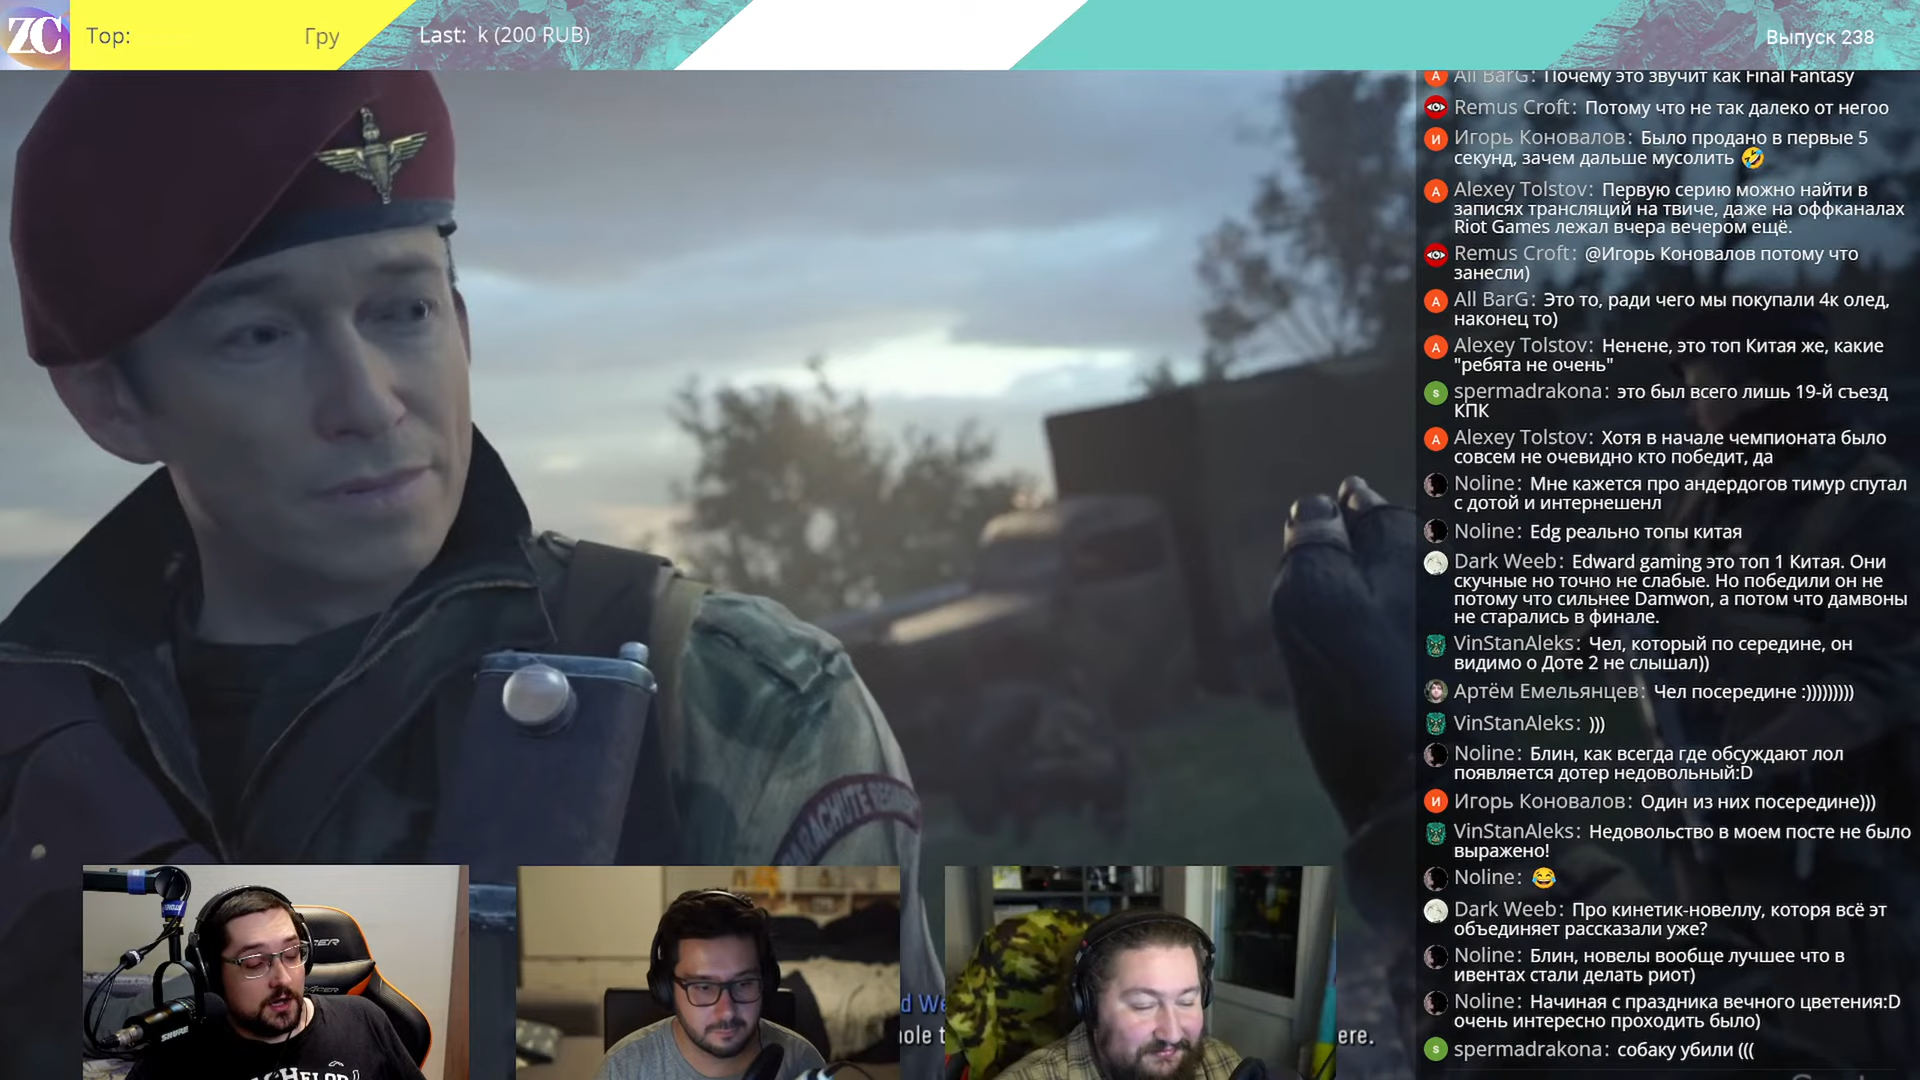 ZC
Top:
Гру
Last: k (200 RUB)
Выпуск 238
All BarG: Почему это звучит как Final Fantasy
Remus Croft: Потому что не так далеко от негоо
Игорь Коновалов: Было продано в первые 5
секунд, зачем дальше мусолить 🤣
Alexey Tolstov: Первую серию можно найти в
записях трансляций на твиче, даже на оффканалах
Riot Games лежал вчера вечером ещё.
Remus Croft: @Игорь Коновалов потому что
занесли)
All BarG: Это то, ради чего мы покупали 4к олед,
наконец то)
Alexey Tolstov: Ненене, это топ Китая же, какие
"ребята не очень"
spermadrakona: это был всего лишь 19-й съезд
КПК
Alexey Tolstov: Хотя в начале чемпионата было
совсем не очевидно кто победит, да
Noline: Мне кажется про андердогов тимур спутал
с дотой и интернешенл
Noline: Edg реально топы китая
Dark Weeb: Edward gaming это топ 1 Китая. Они
скучные но точно не слабые. Но победили он не
потому что сильнее Damwon, а потом что дамвоны
не старались в финале.
VinStanAleks: Чел, который по середине, он
видимо о Доте 2 не слышал))
Артём Емельянцев: Чел посередине :)))))))))
VinStanAleks: )))
Noline: Блин, как всегда где обсуждают лол
появляется дотер недовольный:D
Игорь Коновалов: Один из них посередине)))
VinStanAleks: Недовольство в моем посте не было
выражено!
Noline: 😂
Dark Weeb: Про кинетик-новеллу, которя всё эт
объединяет рассказали уже?
Noline: Блин, новелы вообще лучшее что в
ивентах стали делать риот)
Noline: Начиная с праздника вечного цветения:D
очень интересно проходить было)
spermadrakona: собаку убили (((
PARACHUTE REGIMENT
SHURE
ere.